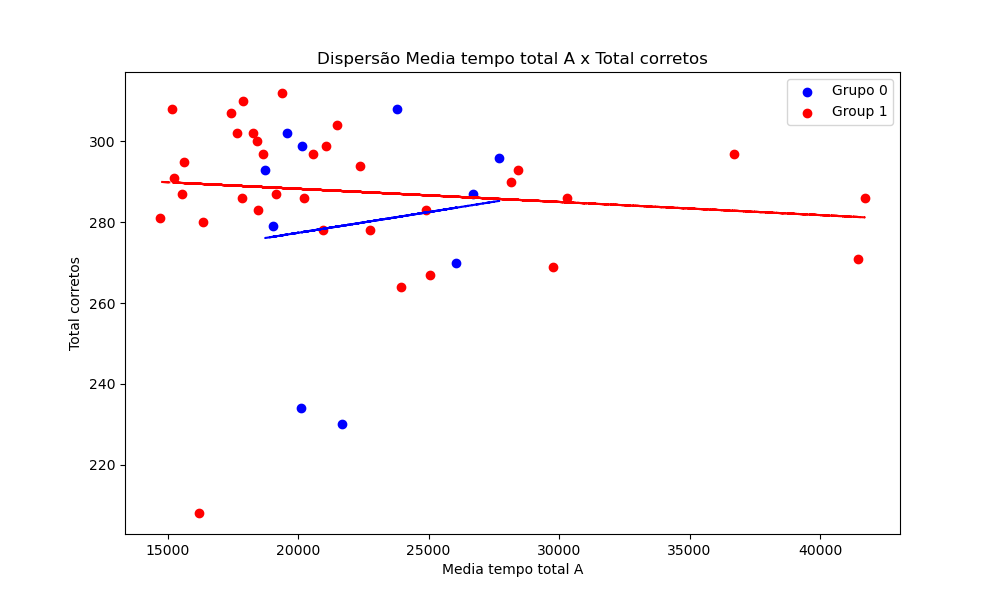 Dispersão Media tempo total A x Total corretos
Grupo 0
Group 1
Total corretos
300
280
260
240
220
15000
20000
25000
30000
35000
40000
Media tempo total A